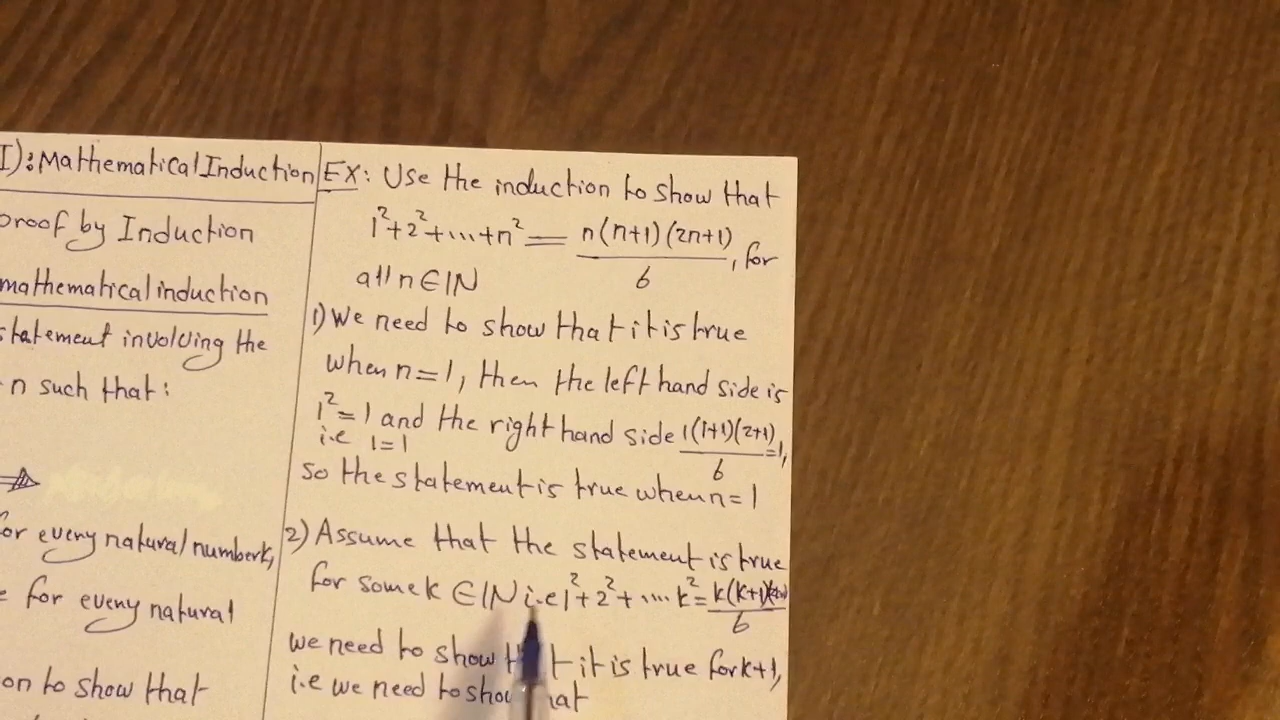 I): Mathematical Induction
proof by Induction
mathematical induction
statement involving the
n such that:
for every natural number k,
for every natural
on to show that
EX: Use the induction to show that
1²+2²+...+n² = n(n+1)(2n+1)/6, for
all n ∈ IN
1) We need to show that it is true
when n=1, then the left hand side is
1²=1 and the right hand side 1(1+1)(2+1)/6 =1,
i.e 1=1
so the statement is true when n=1
2) Assume that the statement is true
for some k ∈ IN i.e 1²+2²+....k² = k(k+1)/6
we need to show it is true for k+1,
i.e we need to